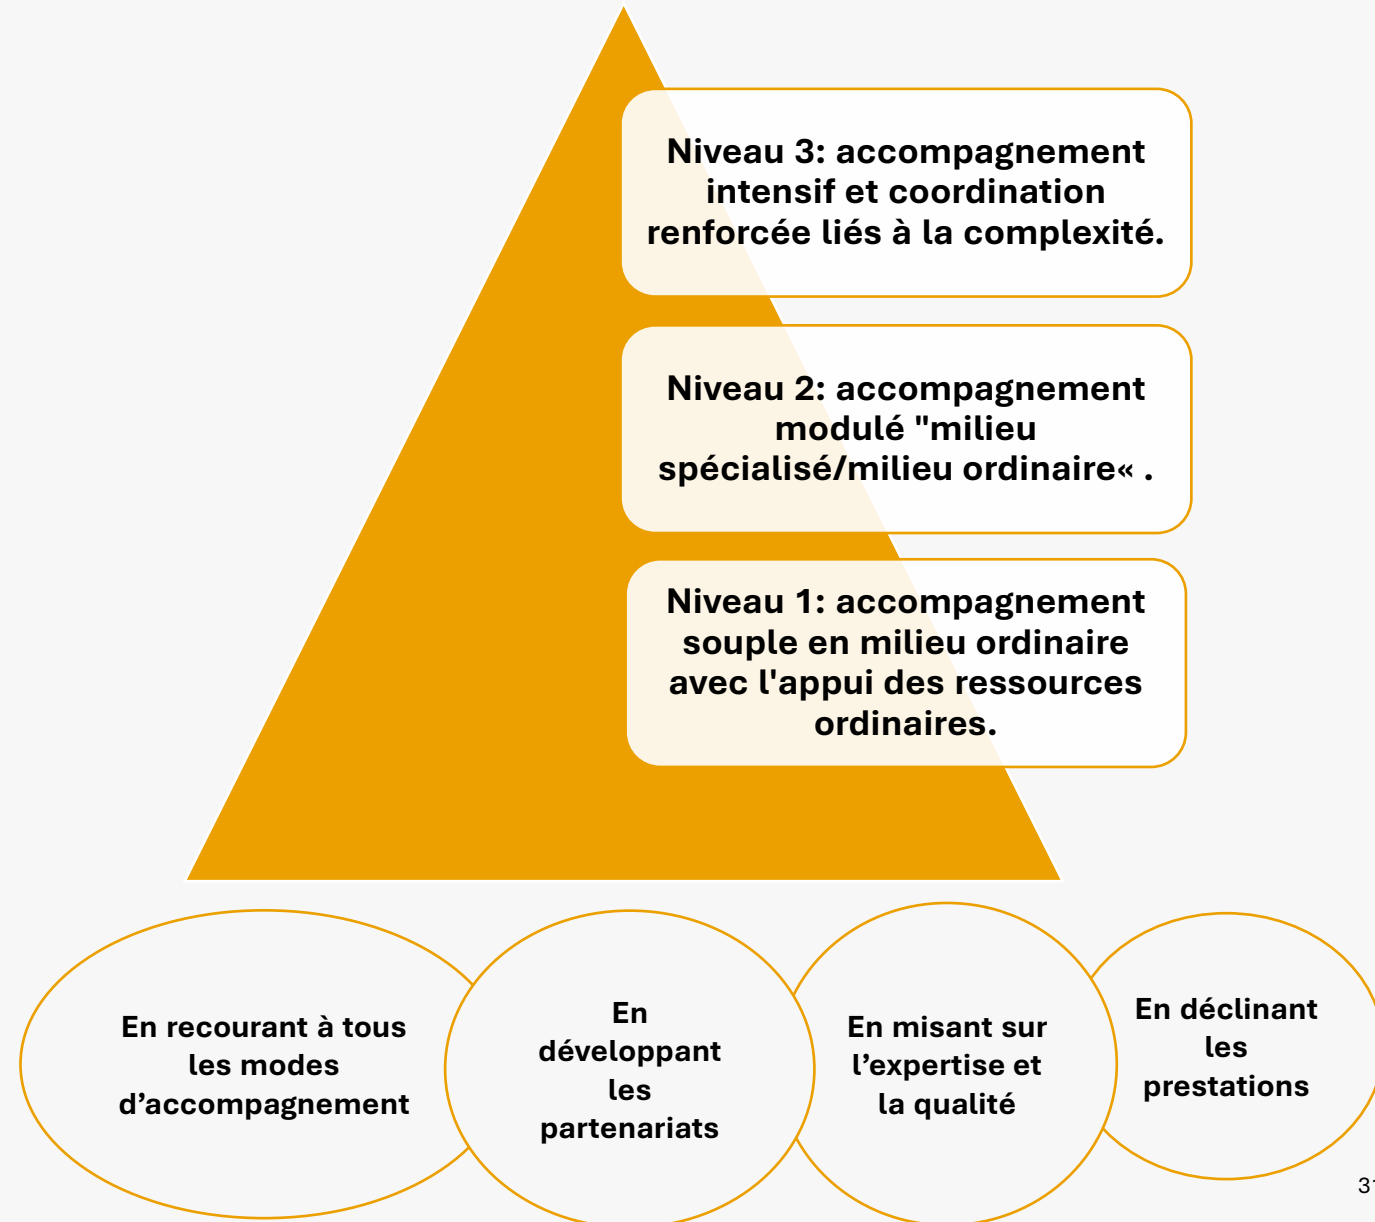 Niveau 3: accompagnement
intensif et coordination
renforcée liés à la complexité.
Niveau 2: accompagnement
modulé "milieu
spécialisé/milieu ordinaire« .
Niveau 1: accompagnement
souple en milieu ordinaire
avec l'appui des ressources
ordinaires.
En recourant à tous
les modes
d’accompagnement
En
développant
les
partenariats
En misant sur
l’expertise et
la qualité
En déclinant
les
prestations
31